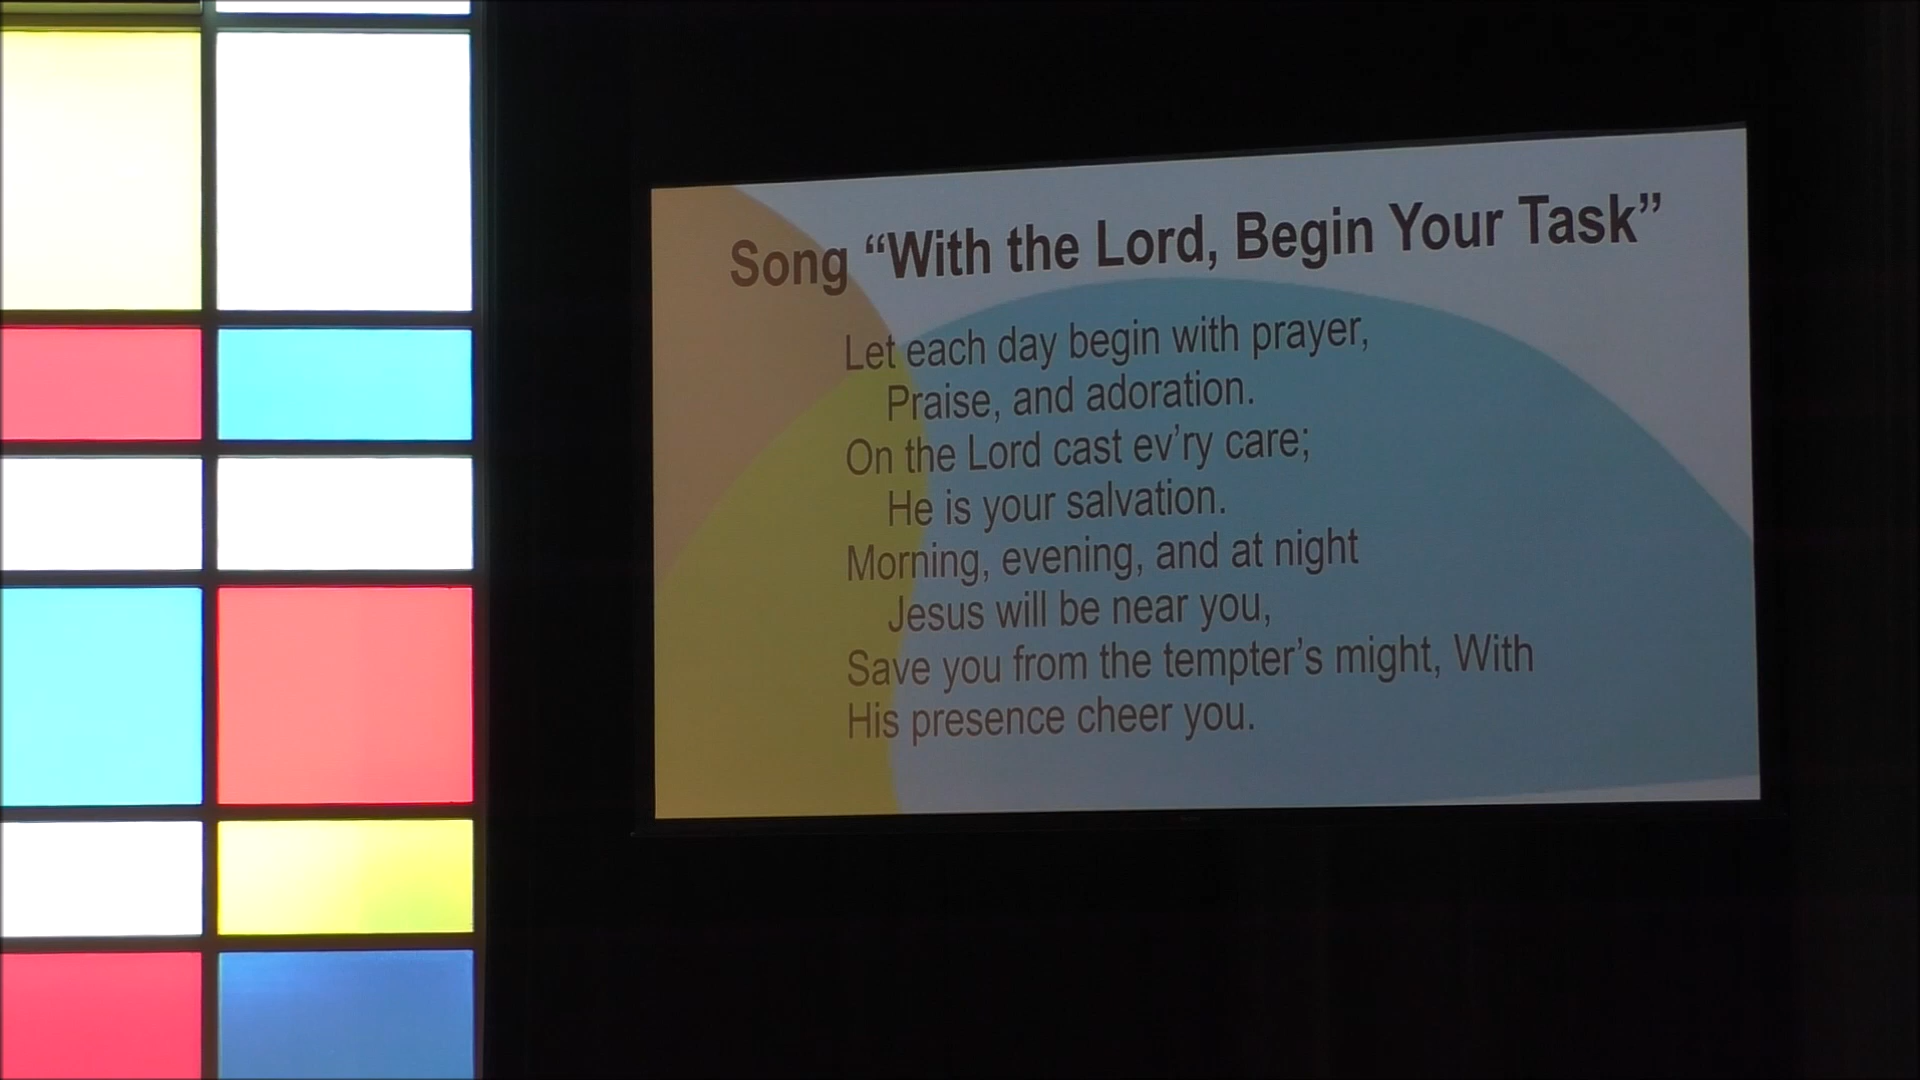 Song “With the Lord, Begin Your Task”
Let each day begin with prayer,
Praise, and adoration.
On the Lord cast ev’ry care;
He is your salvation.
Morning, evening, and at night
Jesus will be near you,
Save you from the tempter’s might, With
His presence cheer you.